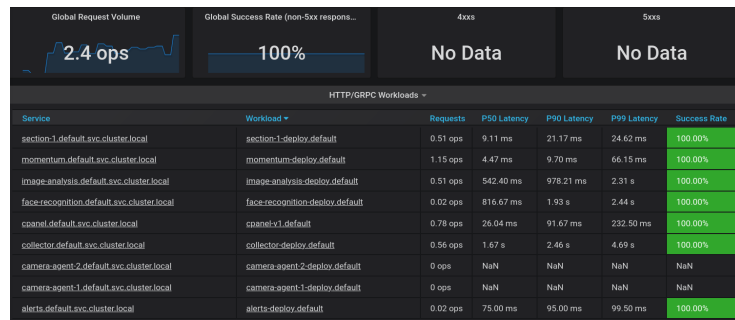 Global Request Volume
Global Success Rate (non-5xx respons...
4xxs
5xxs
2.4 ops
100%
No Data
No Data
HTTP/GRPC Workloads
Service Workload Requests P50 Latency P90 Latency P99 Latency Success Rate
section-1.default.svc.cluster.local section-1-deploy.default 0.51 ops 9.11 ms 21.17 ms 24.62 ms 100.00%
momentum.default.svc.cluster.local momentum-deploy.default 1.15 ops 4.47 ms 9.70 ms 66.15 ms 100.00%
image-analysis.default.svc.cluster.local image-analysis-deploy.default 0.51 ops 542.40 ms 978.21 ms 2.31 s 100.00%
face-recognition.default.svc.cluster.local face-recognition-deploy.default 0.02 ops 816.67 ms 1.93 s 2.44 s 100.00%
cpanel.default.svc.cluster.local cpanel-v1.default 0.78 ops 26.04 ms 91.67 ms 232.50 ms 100.00%
collector.default.svc.cluster.local collector-deploy.default 0.56 ops 1.67 s 2.46 s 4.69 s 100.00%
camera-agent-2.default.svc.cluster.local camera-agent-2-deploy.default 0 ops NaN NaN NaN NaN
camera-agent-1.default.svc.cluster.local camera-agent-1-deploy.default 0 ops NaN NaN NaN NaN
alerts.default.svc.cluster.local alerts-deploy.default 0.02 ops 75.00 ms 95.00 ms 99.50 ms 100.00%